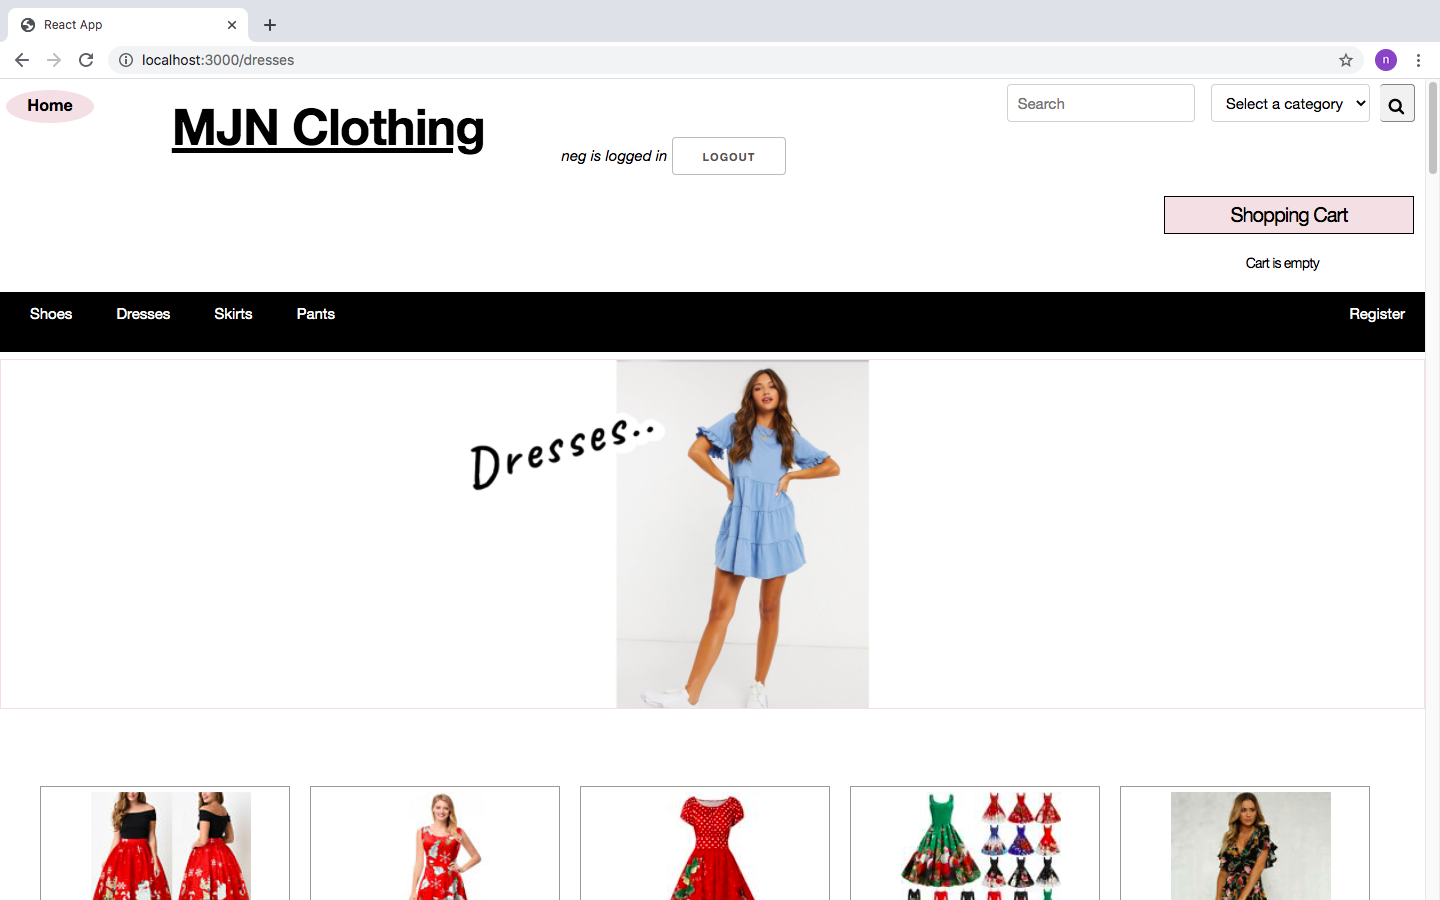 React App
localhost:3000/dresses
n
Home
MJN Clothing
neg is logged in
LOGOUT
Search
Select a category
Shopping Cart
Cart is empty
Shoes
Dresses
Skirts
Pants
Register
Dresses..